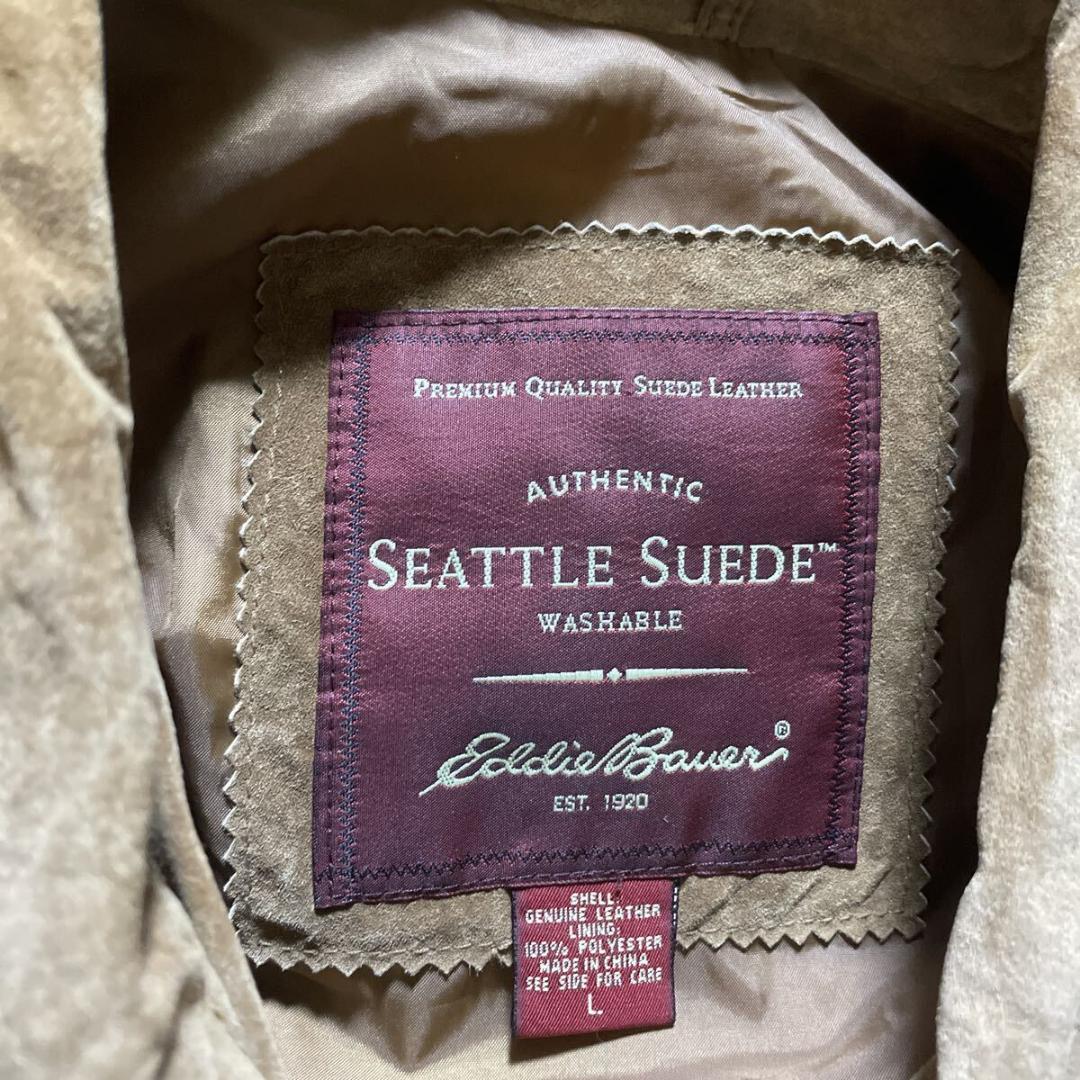 PREMIUM QUALITY SUEDE LEATHER
AUTHENTIC
SEATTLE SUEDE™
WASHABLE
Eddie Bauer®
EST. 1920
SHELL:
GENUINE LEATHER
LINING:
100% POLYESTER
MADE IN CHINA
SEE SIDE FOR CARE
L.